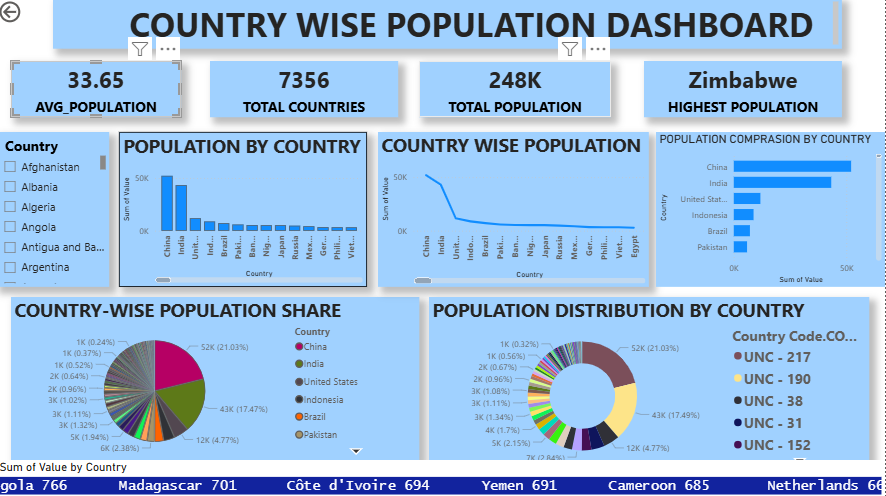 COUNTRY WISE POPULATION DASHBOARD
33.65
AVG_POPULATION
7356
TOTAL COUNTRIES
248K
TOTAL POPULATION
Zimbabwe
HIGHEST POPULATION
Country
Afghanistan
Albania
Algeria
Angola
Antigua and Ba...
Argentina
POPULATION BY COUNTRY
Sum of Value
50K
0K
China
India
Unit...
Ind...
Brazil
Paki...
Ban...
Nig...
Japan
Russia
Mex...
Ger...
Phili...
Viet...
Country
COUNTRY WISE POPULATION
Sum of Value
50K
0K
China
India
Unit...
Indo...
Brazil
Paki...
Ban...
Nig...
Japan
Russia
Mex...
Ger...
Phili...
Viet...
Egypt
Country
POPULATION COMPRASION BY COUNTRY
Country
China
India
United Stat...
Indonesia
Brazil
Pakistan
0K
50K
Sum of Value
COUNTRY-WISE POPULATION SHARE
1K (0.24%)
1K (0.37%)
1K (0.52%)
2K (0.64%)
2K (0.96%)
3K (1.02%)
3K (1.11%)
3K (1.32%)
5K (1.94%)
6K (2.38%)
52K (21.03%)
43K (17.47%)
12K (4.77%)
Country
China
India
United States
Indonesia
Brazil
Pakistan
POPULATION DISTRIBUTION BY COUNTRY
1K (0.32%)
1K (0.56%)
2K (0.67%)
2K (0.96%)
3K (1.08%)
3K (1.11%)
3K (1.34%)
4K (1.7%)
5K (2.15%)
7K (2.84%)
52K (21.03%)
43K (17.49%)
12K (4.77%)
Country Code.CO...
UNC - 217
UNC - 190
UNC - 38
UNC - 31
UNC - 152
Sum of Value by Country
gola 766 Madagascar 701 Côte d'Ivoire 694 Yemen 691 Cameroon 685 Netherlands 66